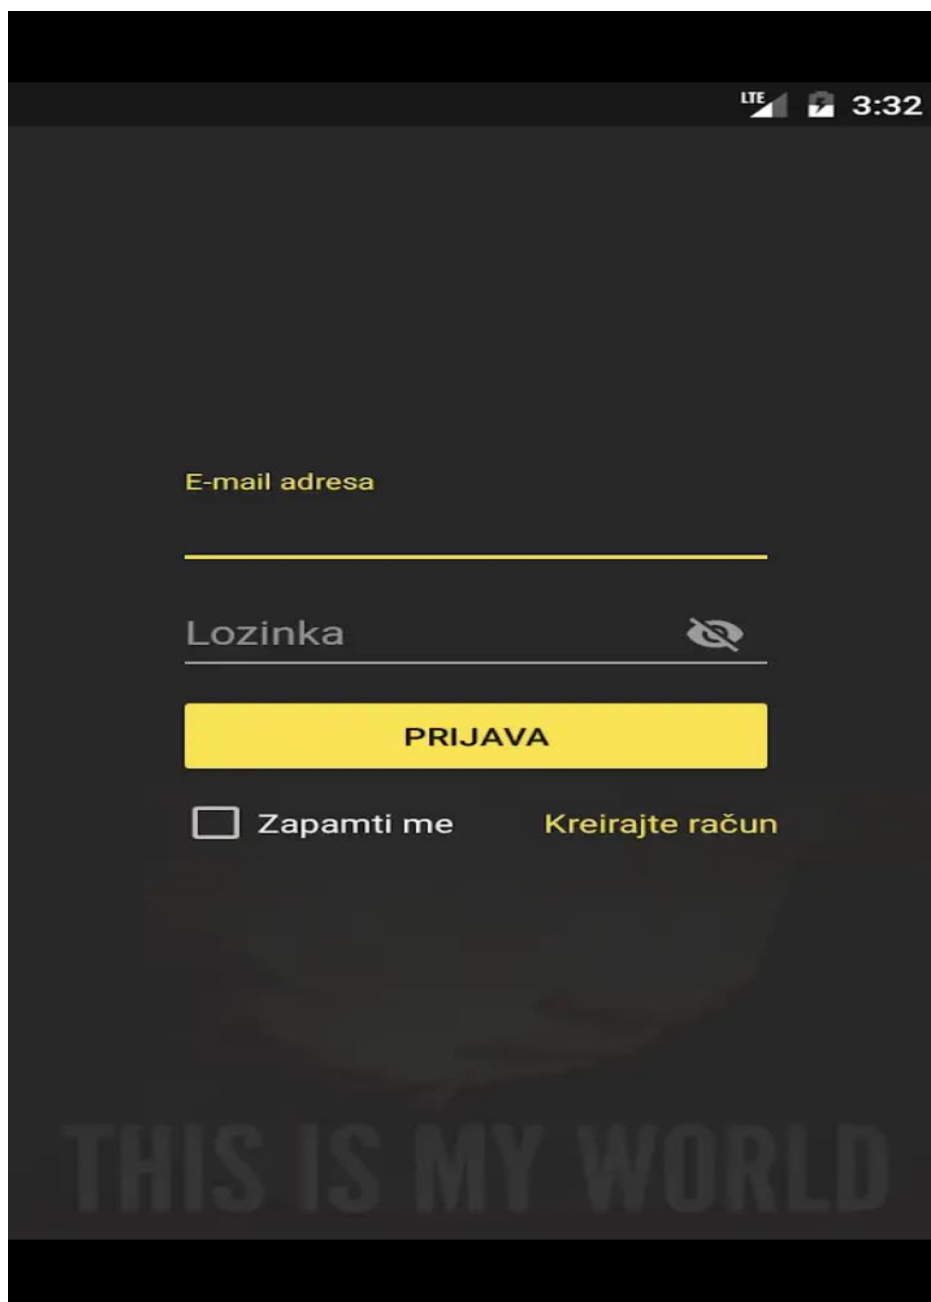 LTE 3:32
E-mail adresa
Lozinka
PRIJAVA
Zapamti me Kreirajte račun
THIS IS MY WORLD